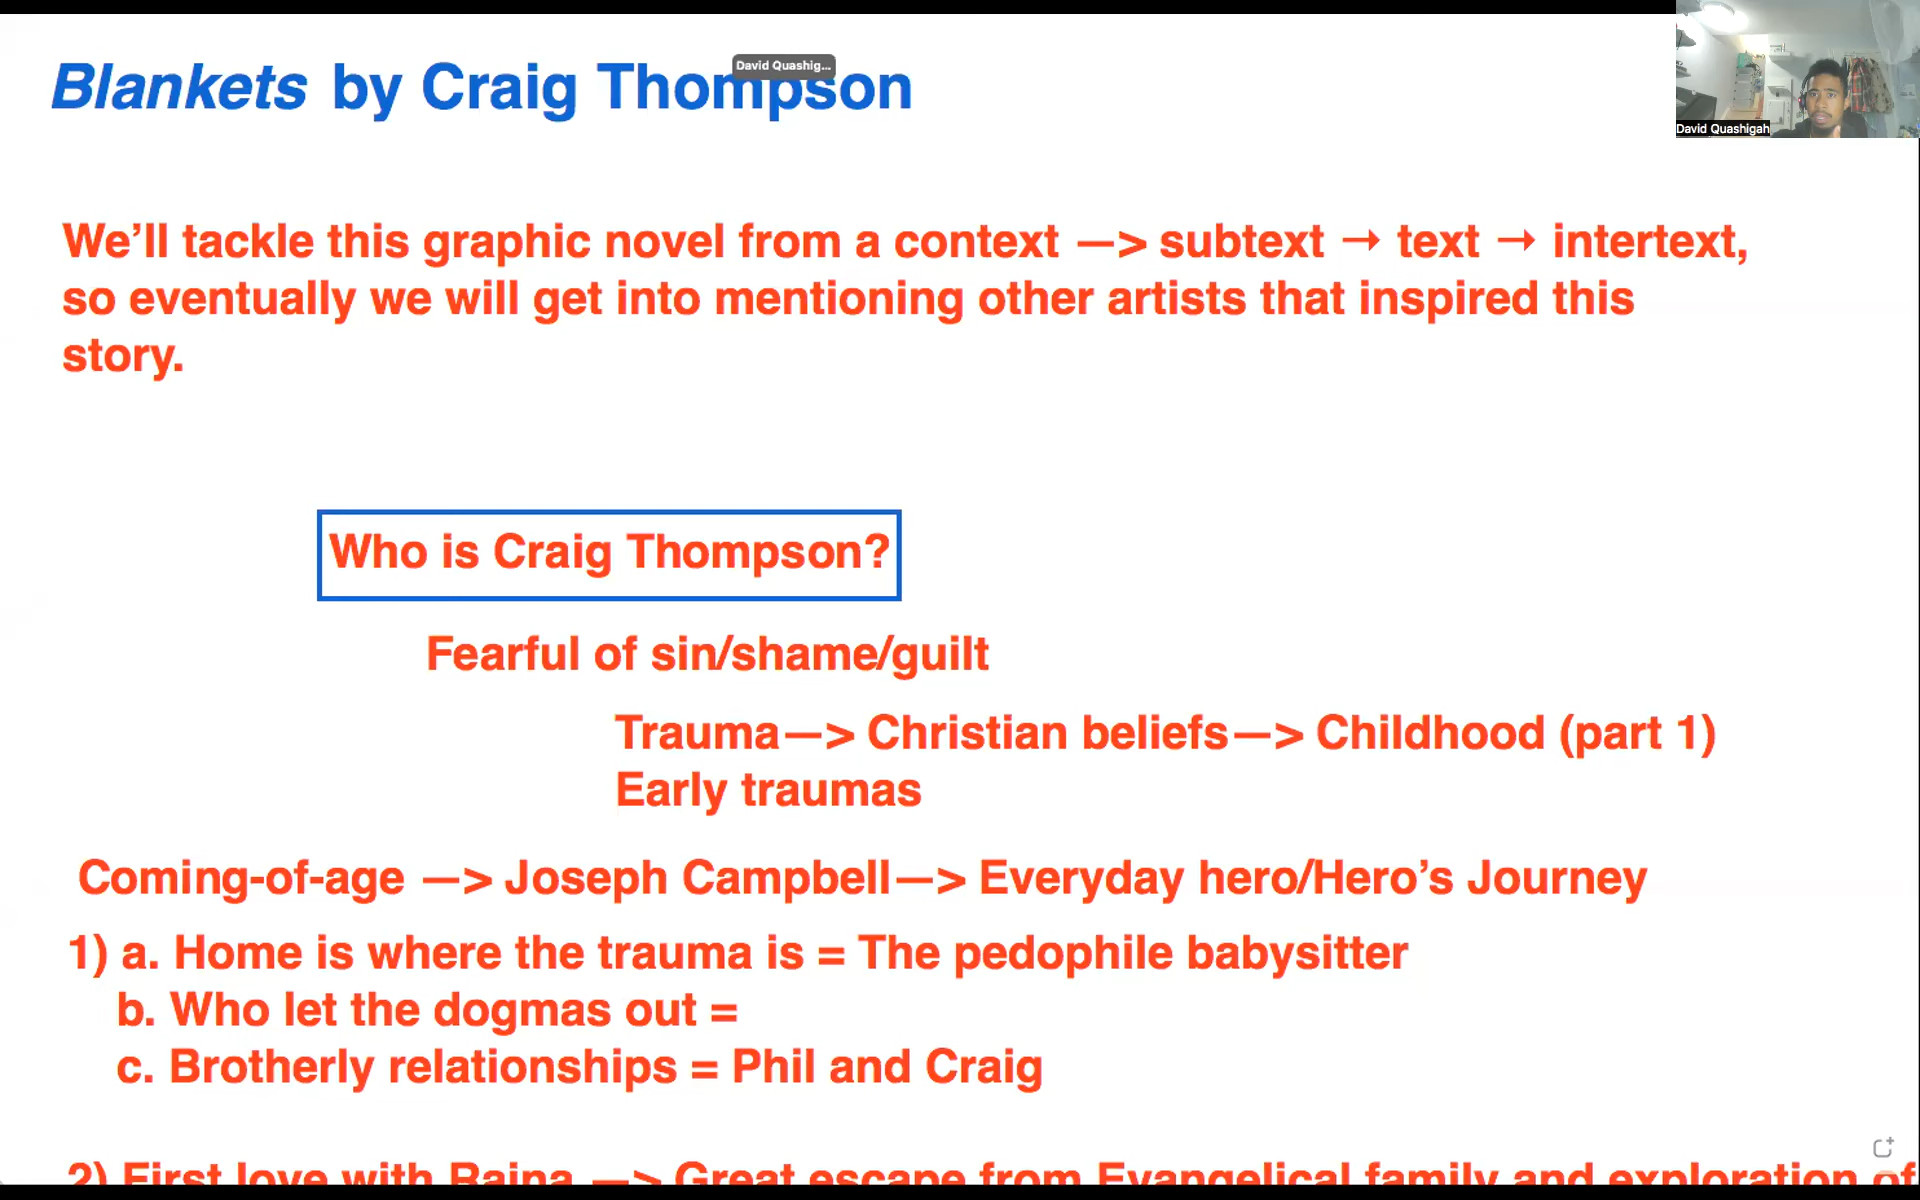 Blankets by Craig Thompson
David Quashig...
David Quashigah
We’ll tackle this graphic novel from a context —> subtext → text → intertext,
so eventually we will get into mentioning other artists that inspired this
story.
Who is Craig Thompson?
Fearful of sin/shame/guilt
Trauma—> Christian beliefs—> Childhood (part 1)
Early traumas
Coming-of-age —> Joseph Campbell—> Everyday hero/Hero’s Journey
1) a. Home is where the trauma is = The pedophile babysitter
b. Who let the dogmas out =
c. Brotherly relationships = Phil and Craig
2) First love with Raina —> Great escape from Evangelical family and exploration of